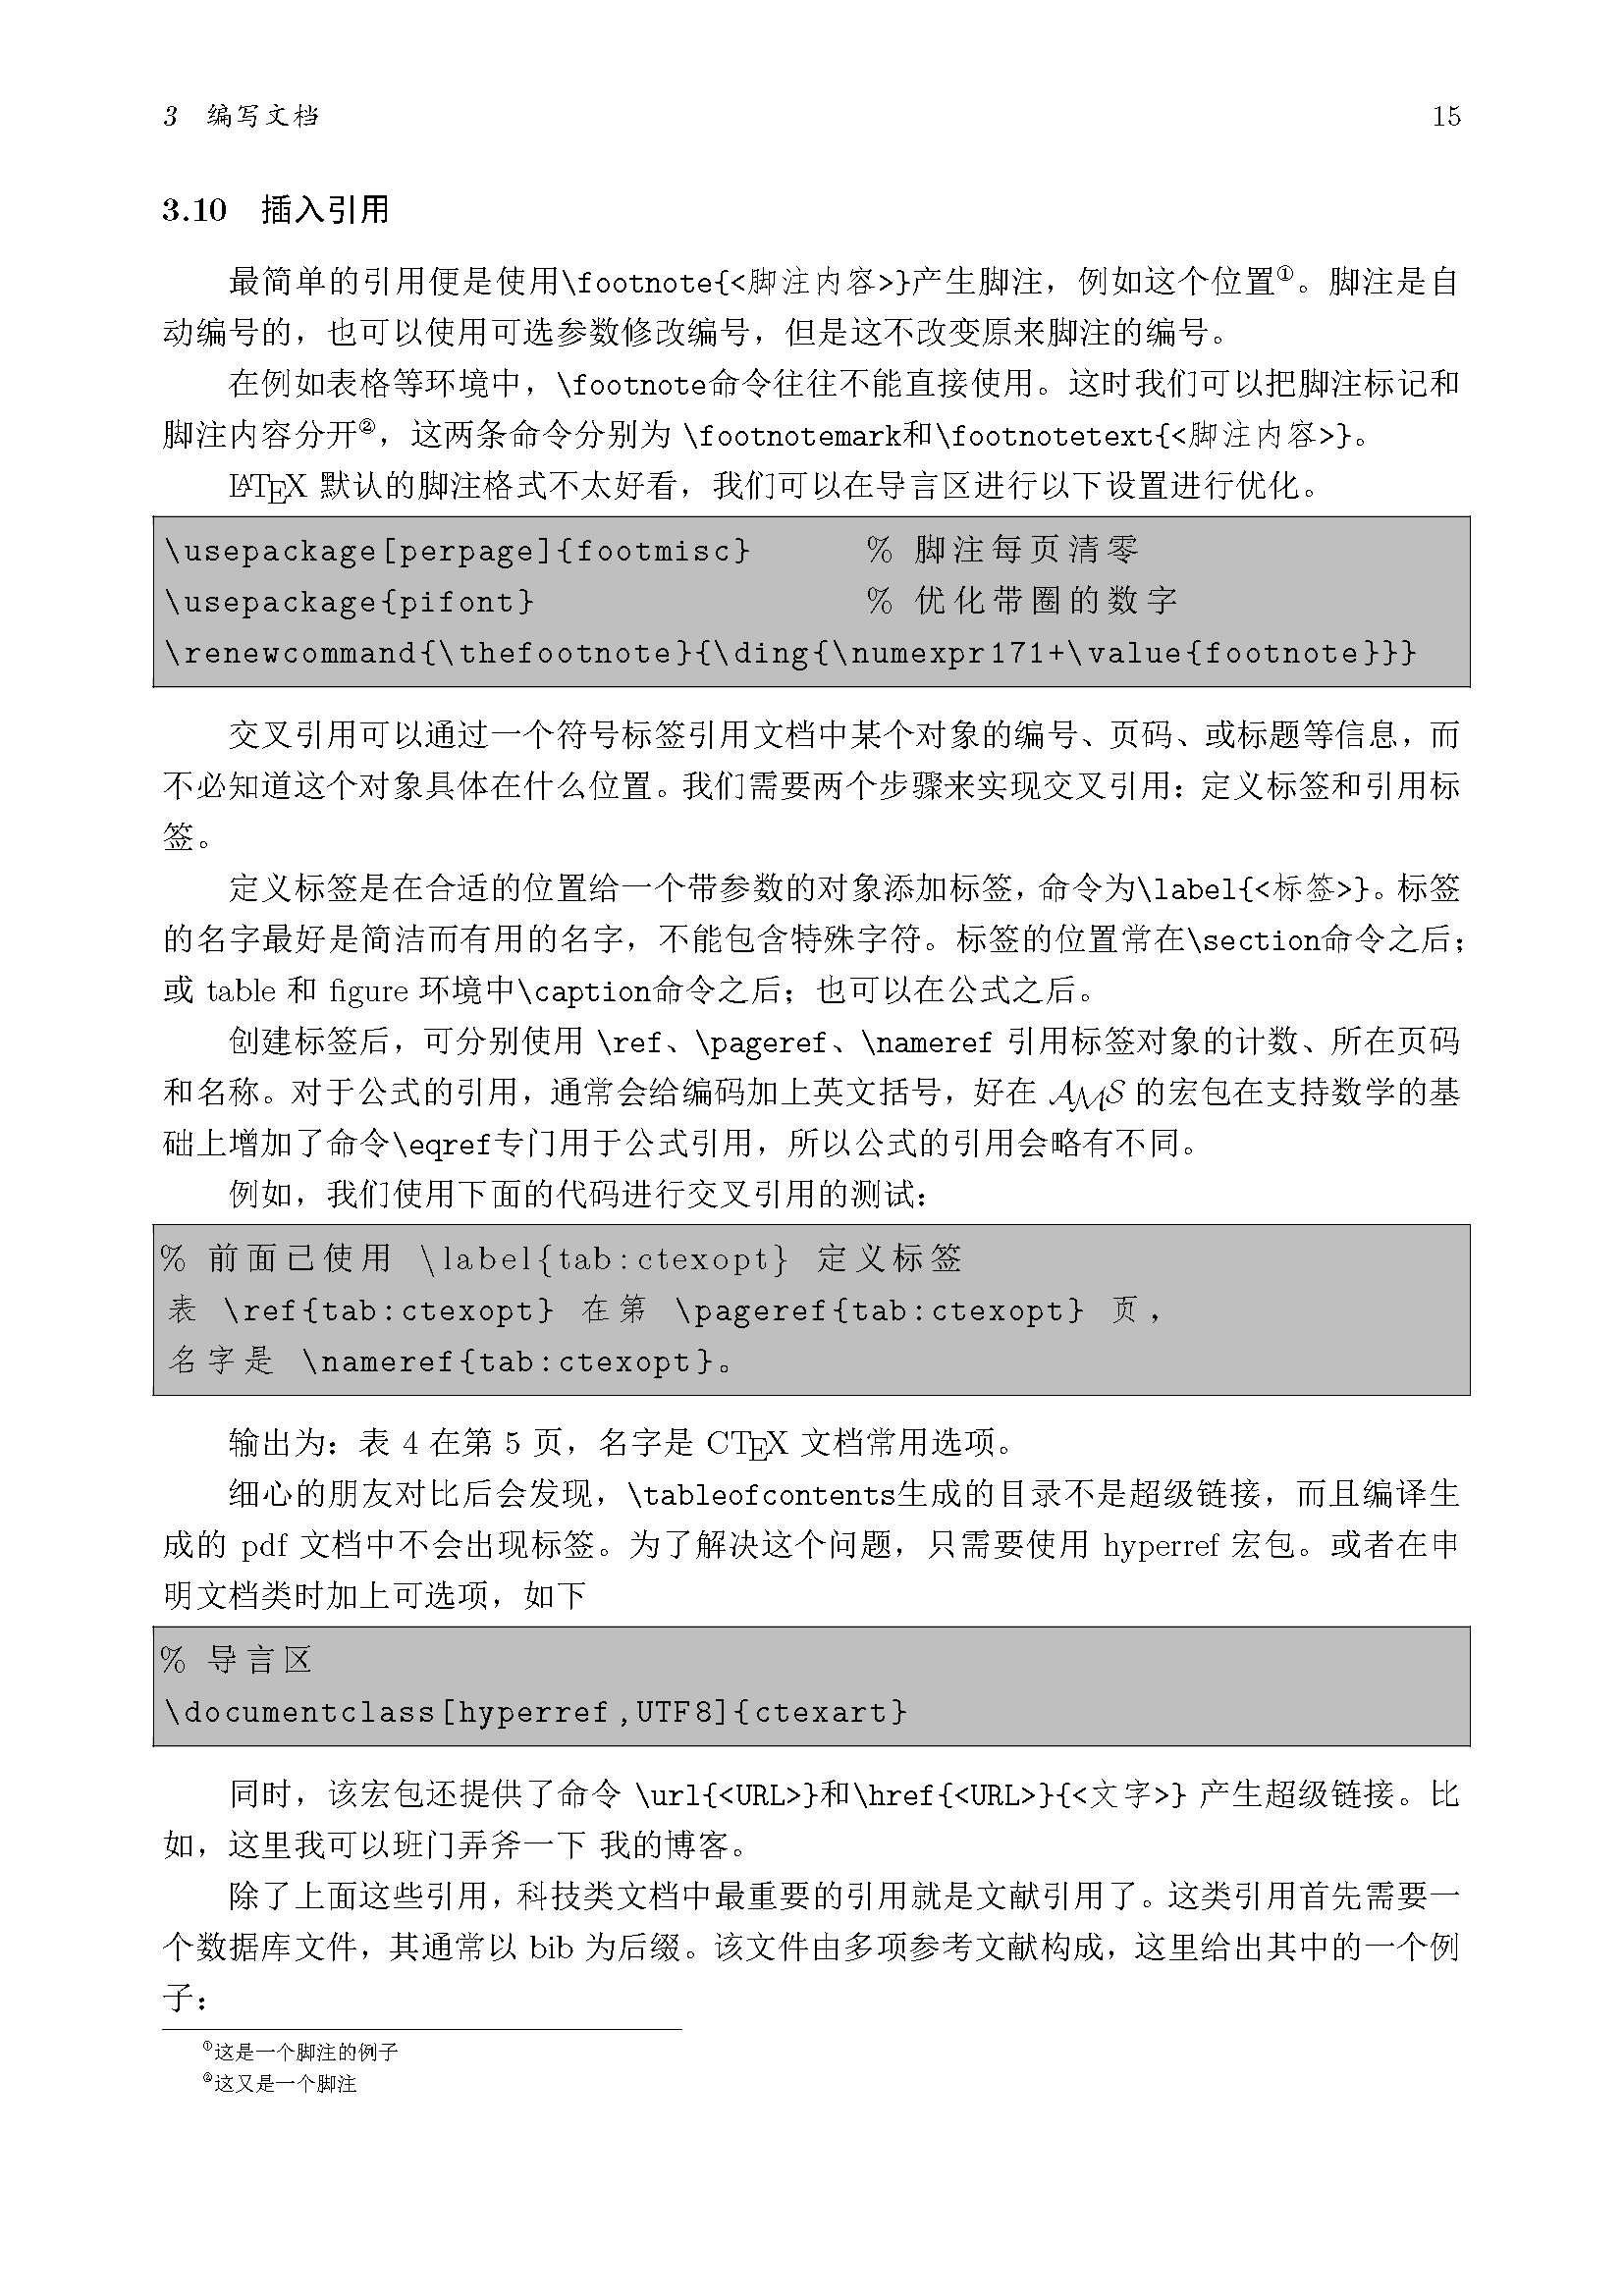 3 编写文档 15
3.10 插入引用
最简单的引用便是使用\footnote{<脚注内容>}产生脚注，例如这个位置①。脚注是自
动编号的，也可以使用可选参数修改编号，但是这不改变原来脚注的编号。
在例如表格等环境中，\footnote命令往往不能直接使用。这时我们可以把脚注标记和
脚注内容分开②，这两条命令分别为 \footnotemark和\footnotetext{<脚注内容>}。
LATEX 默认的脚注格式不太好看，我们可以在导言区进行以下设置进行优化。
\usepackage[perpage]{footmisc} % 脚注每页清零
\usepackage{pifont} % 优化带圈的数字
\renewcommand{\thefootnote}{\ding{\numexpr171+\value{footnote}}}
交叉引用可以通过一个符号标签引用文档中某个对象的编号、页码、或标题等信息，而
不必知道这个对象具体在什么位置。我们需要两个步骤来实现交叉引用：定义标签和引用标
签。
定义标签是在合适的位置给一个带参数的对象添加标签，命令为\label{<标签>}。标签
的名字最好是简洁而有用的名字，不能包含特殊字符。标签的位置常在\section命令之后；
或 table 和 figure 环境中\caption命令之后；也可以在公式之后。
创建标签后，可分别使用 \ref、\pageref、\nameref 引用标签对象的计数、所在页码
和名称。对于公式的引用，通常会给编码加上英文括号，好在 AMS 的宏包在支持数学的基
础上增加了命令\eqref专门用于公式引用，所以公式的引用会略有不同。
例如，我们使用下面的代码进行交叉引用的测试：
% 前面已使用 \label{tab:ctexopt} 定义标签
表 \ref{tab:ctexopt} 在第 \pageref{tab:ctexopt} 页，
名字是 \nameref{tab:ctexopt}。
输出为：表 4 在第 5 页，名字是 CTEX 文档常用选项。
细心的朋友对比后会发现，\tableofcontents生成的目录不是超级链接，而且编译生
成的 pdf 文档中不会出现标签。为了解决这个问题，只需要使用 hyperref 宏包。或者在申
明文档类时加上可选项，如下
% 导言区
\documentclass[hyperref,UTF8]{ctexart}
同时，该宏包还提供了命令 \url{<URL>}和\href{<URL>}{<文字>} 产生超级链接。比
如，这里我可以班门弄斧一下 我的博客。
除了上面这些引用，科技类文档中最重要的引用就是文献引用了。这类引用首先需要一
个数据库文件，其通常以 bib 为后缀。该文件由多项参考文献构成，这里给出其中的一个例
子：
①这是一个脚注的例子
②这又是一个脚注